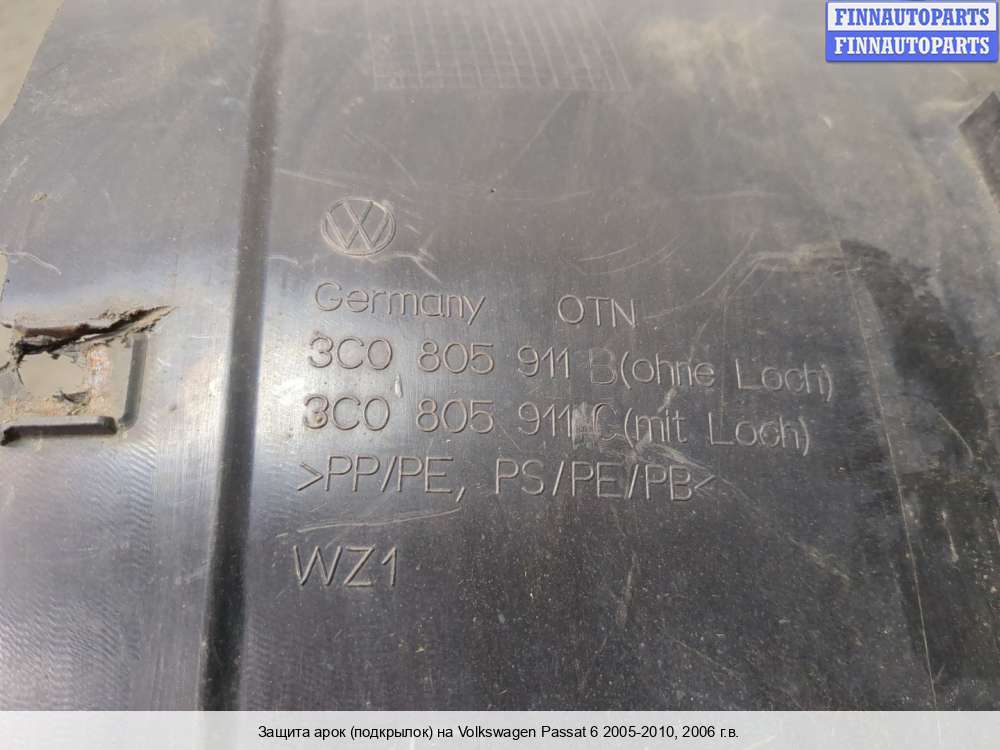 FINNAUTOPARTS
FINNAUTOPARTS
Germany OTN
3C0 805 911 B(ohne Loch)
3C0 805 911 C(mit Loch)
>PP/PE, PS/PE/PB<
WZ1
Защита арок (подкрылок) на Volkswagen Passat 6 2005-2010, 2006 г.в.